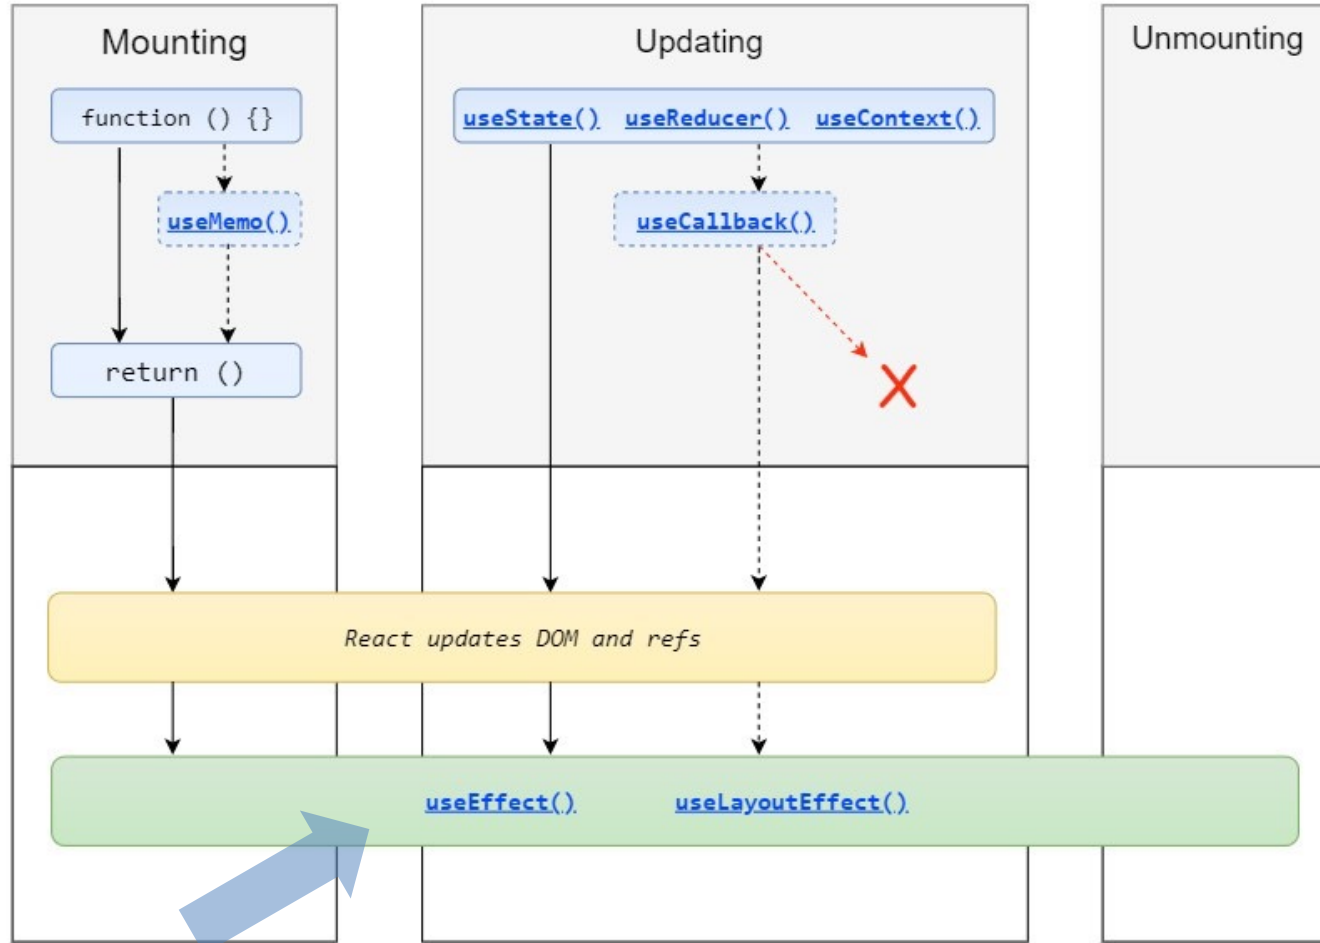 Mounting
Updating
Unmounting
function () {}
useState() useReducer() useContext()
useMemo()
useCallback()
return ()
React updates DOM and refs
useEffect() useLayoutEffect()